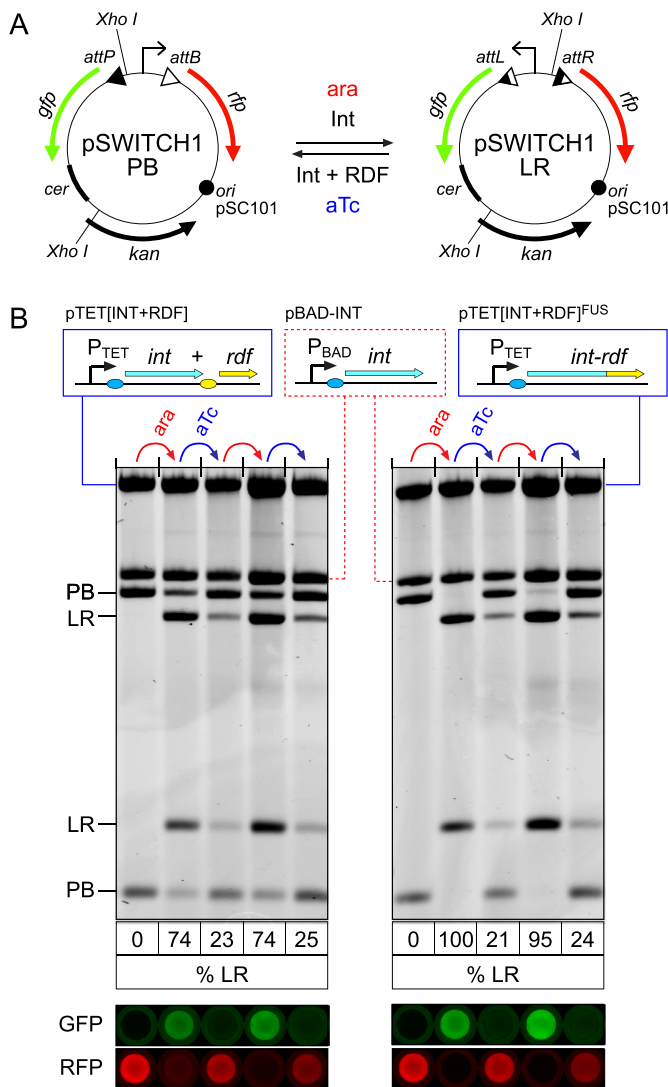 A
Xho I
attP
attB
gfp
rfp
pSWITCH1
PB
cer
ori
pSC101
Xho I
kan
ara
Int
Int + RDF
aTc
Xho I
attL
attR
gfp
rfp
pSWITCH1
LR
cer
ori
pSC101
Xho I
kan
B
pTET[INT+RDF]
PTET int + rdf
pBAD-INT
PBAD int
pTET[INT+RDF]FUS
PTET int-rdf
ara aTc
ara aTc
PB
LR
LR
PB
0 74 23 74 25
% LR
0 100 21 95 24
% LR
GFP
RFP